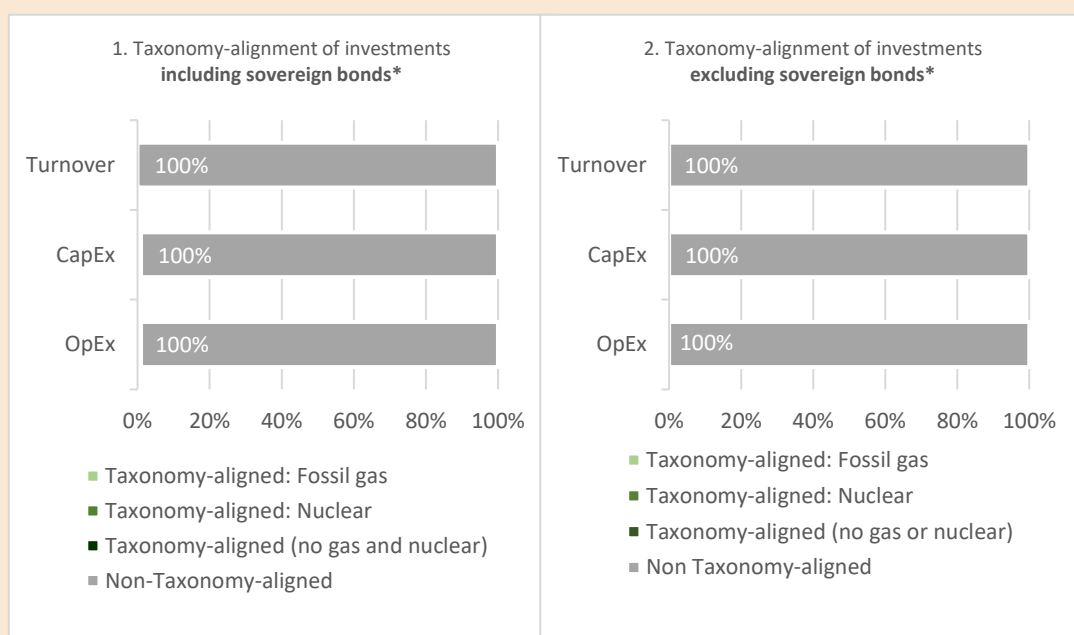 1. Taxonomy-alignment of investments
including sovereign bonds*
Turnover
100%
CapEx
100%
OpEx
100%
0% 20% 40% 60% 80% 100%
Taxonomy-aligned: Fossil gas
Taxonomy-aligned: Nuclear
Taxonomy-aligned (no gas and nuclear)
Non-Taxonomy-aligned
2. Taxonomy-alignment of investments
excluding sovereign bonds*
Turnover
100%
CapEx
100%
OpEx
100%
0% 20% 40% 60% 80% 100%
Taxonomy-aligned: Fossil gas
Taxonomy-aligned: Nuclear
Taxonomy-aligned (no gas or nuclear)
Non Taxonomy-aligned